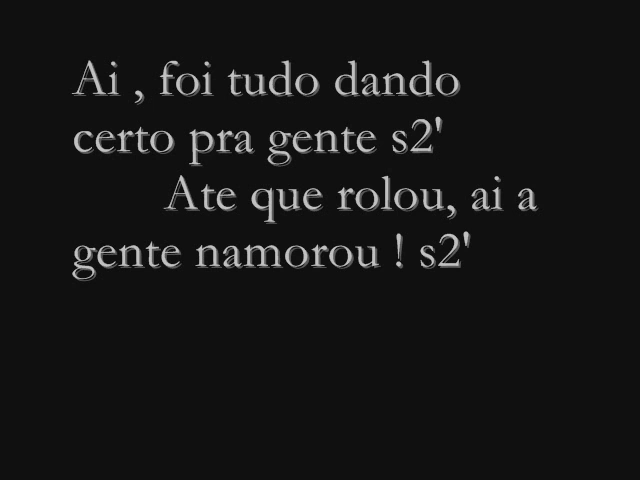 Ai , foi tudo dando
certo pra gente s2'
Ate que rolou, ai a
gente namorou ! s2'